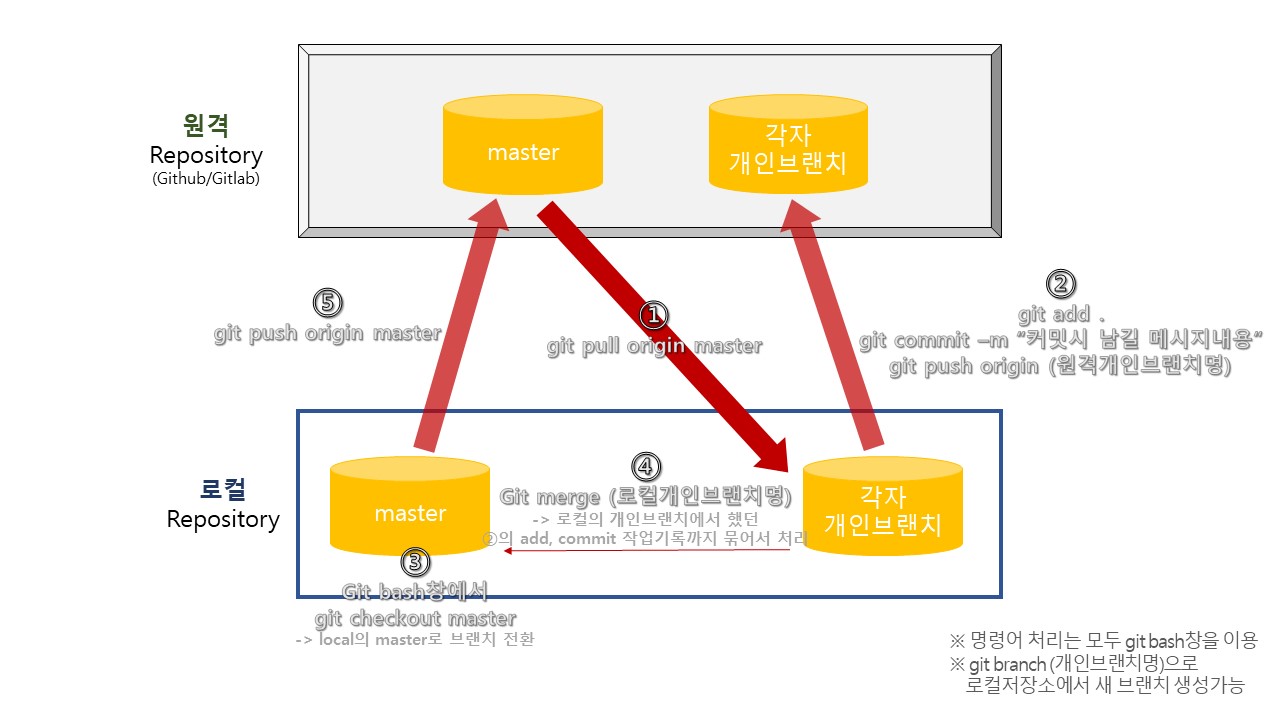 원격
Repository
(Github/Gitlab)
master
각자
개인브랜치
⑤
git push origin master
①
git pull origin master
②
git add .
git commit –m “커밋시 남길 메시지내용”
git push origin (원격개인브랜치명)
로컬
Repository
master
④
Git merge (로컬개인브랜치명)
-> 로컬의 개인브랜치에서 했던
②의 add, commit 작업기록까지 묶어서 처리
각자
개인브랜치
③
Git bash창에서
git checkout master
-> local의 master로 브랜치 전환
※ 명령어 처리는 모두 git bash창을 이용
※ git branch (개인브랜치명)으로
로컬저장소에서 새 브랜치 생성가능